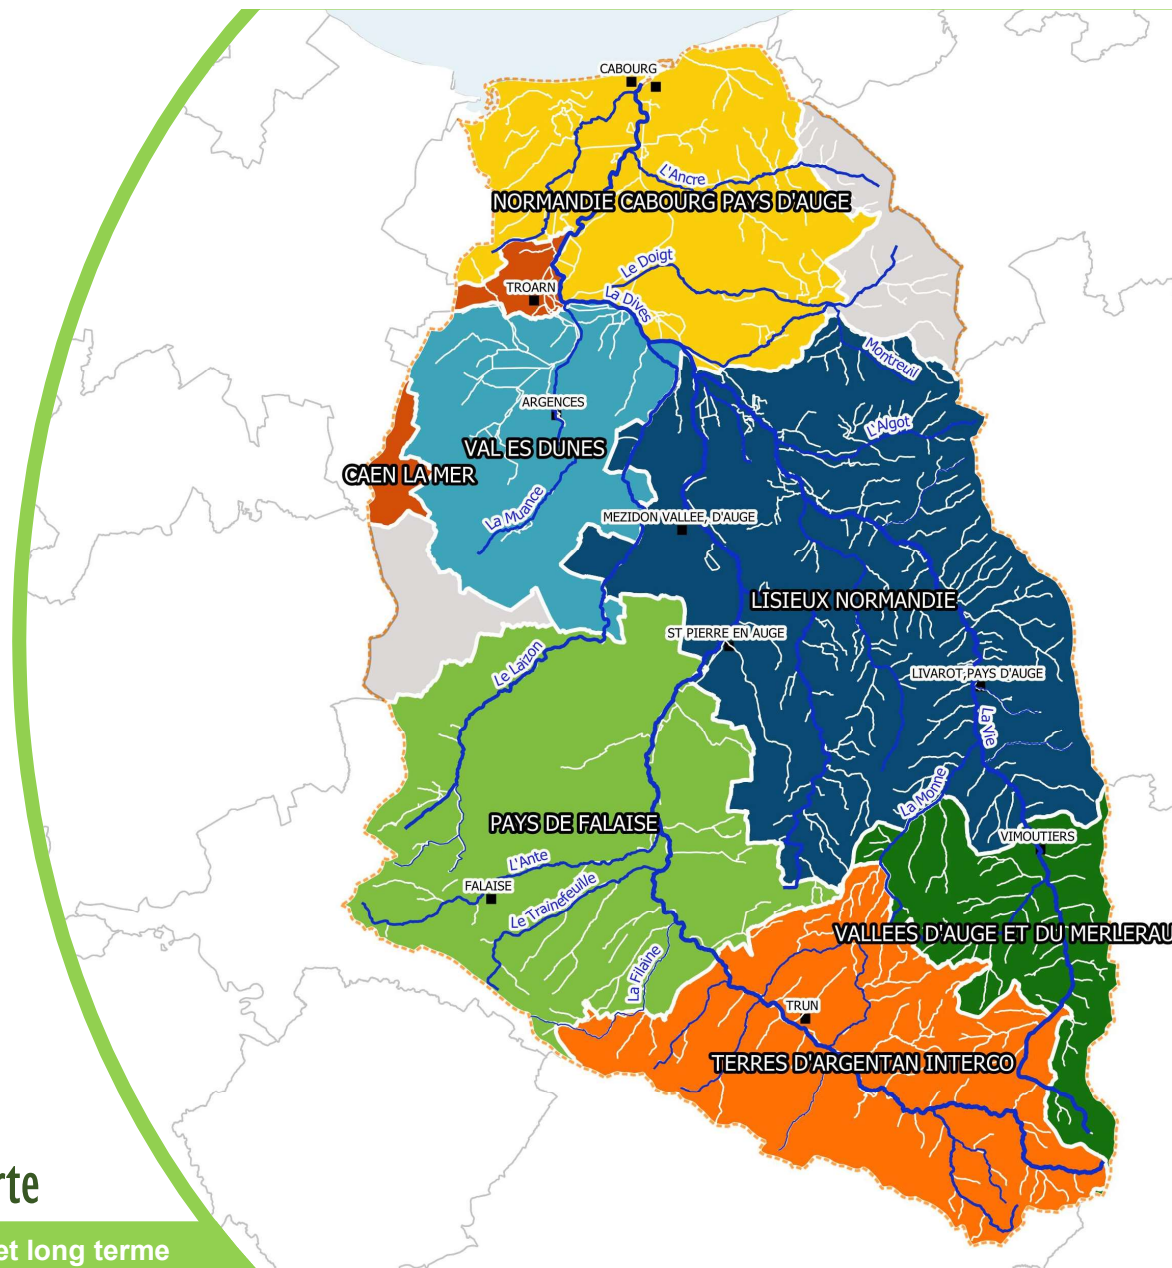 CABOURG
L'Ancre
NORMANDIE CABOURG PAYS D'AUGE
Le Doigt
TROARN
La Dives
Montreuil
ARGENCES
L'Algot
VAL ES DUNES
CAEN LA MER
La Muance
MEZIDON VALLEE, D'AUGE
LISIEUX NORMANDIE
ST PIERRE EN AUGE
Le Laizon
LIVAROT,PAYS D'AUGE
La Vie
La Monne
PAYS DE FALAISE
VIMOUTIERS
L'Ante
FALAISE
Le Trainefeuille
VALLEES D'AUGE ET DU MERLERAU
La Filaine
TRUN
TERRES D'ARGENTAN INTERCO
rte
et long terme